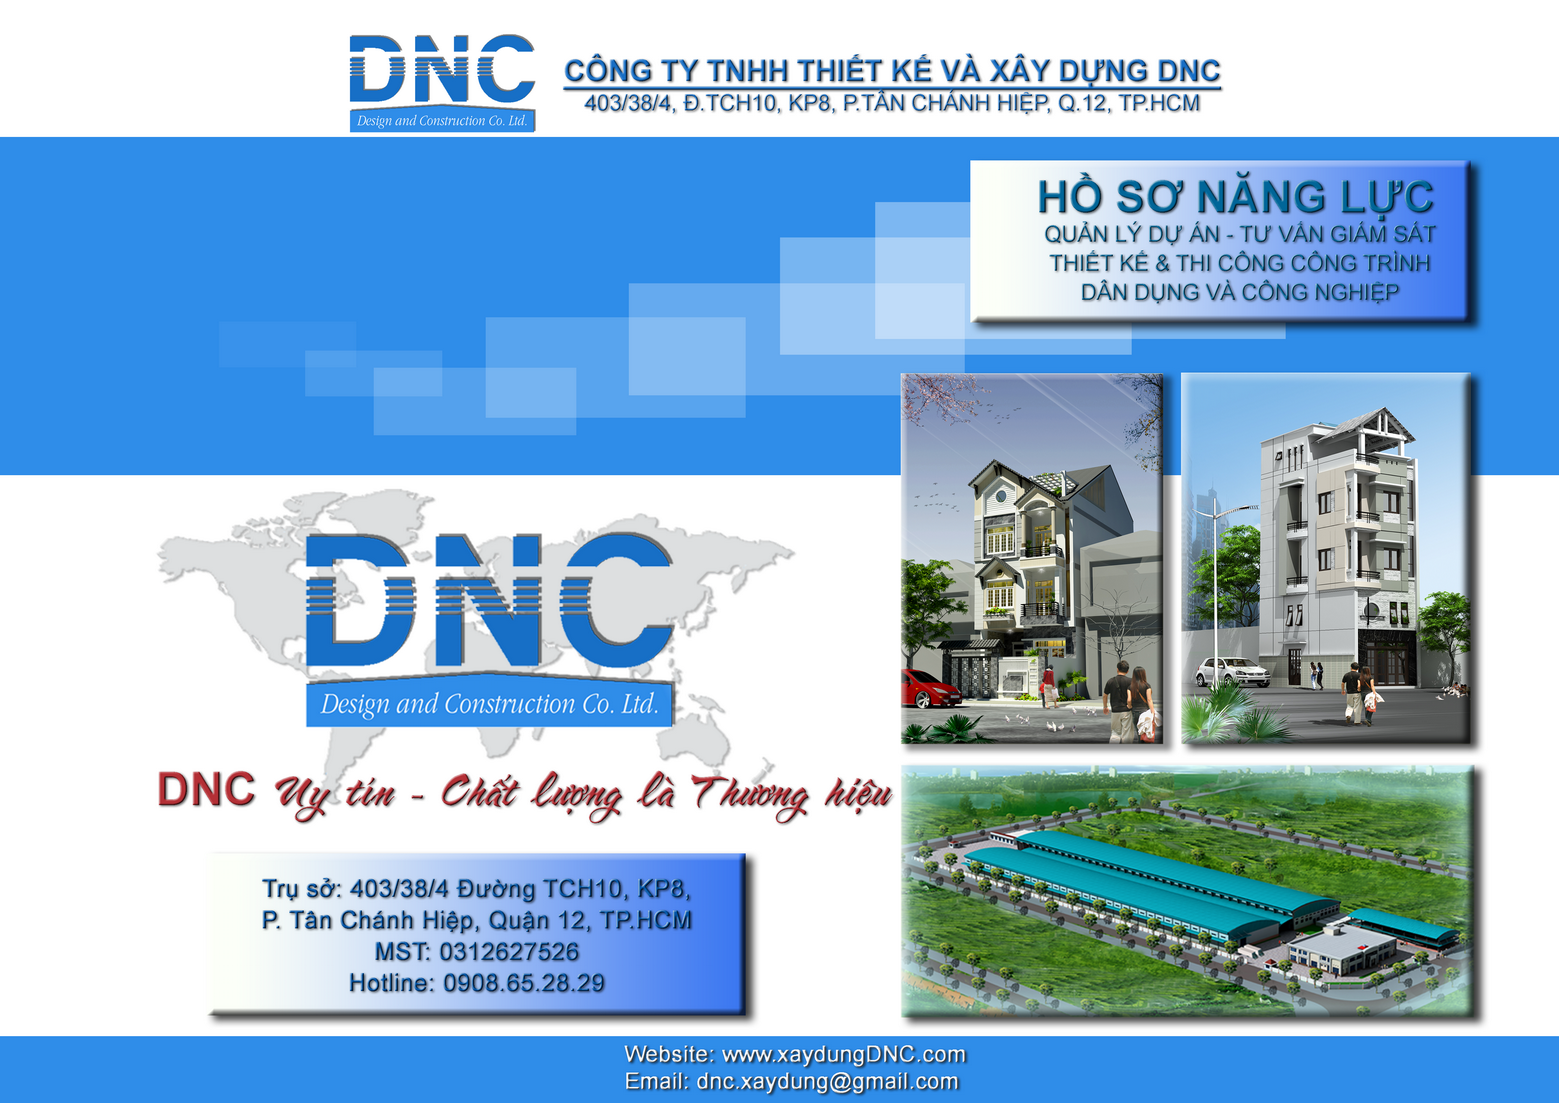 DNC
Design and Construction Co. Ltd.
CÔNG TY TNHH THIẾT KẾ VÀ XÂY DỰNG DNC
403/38/4, Đ.TCH10, KP8, P.TÂN CHÁNH HIỆP, Q.12, TP.HCM
HỒ SƠ NĂNG LỰC
QUẢN LÝ DỰ ÁN - TƯ VẤN GIÁM SÁT
THIẾT KẾ & THI CÔNG CÔNG TRÌNH
DÂN DỤNG VÀ CÔNG NGHIỆP
DNC
Design and Construction Co. Ltd.
DNC Uy tín - Chất lượng là Thương hiệu
Trụ sở: 403/38/4 Đường TCH10, KP8,
P. Tân Chánh Hiệp, Quận 12, TP.HCM
MST: 0312627526
Hotline: 0908.65.28.29
Website: www.xaydungDNC.com
Email: dnc.xaydung@gmail.com